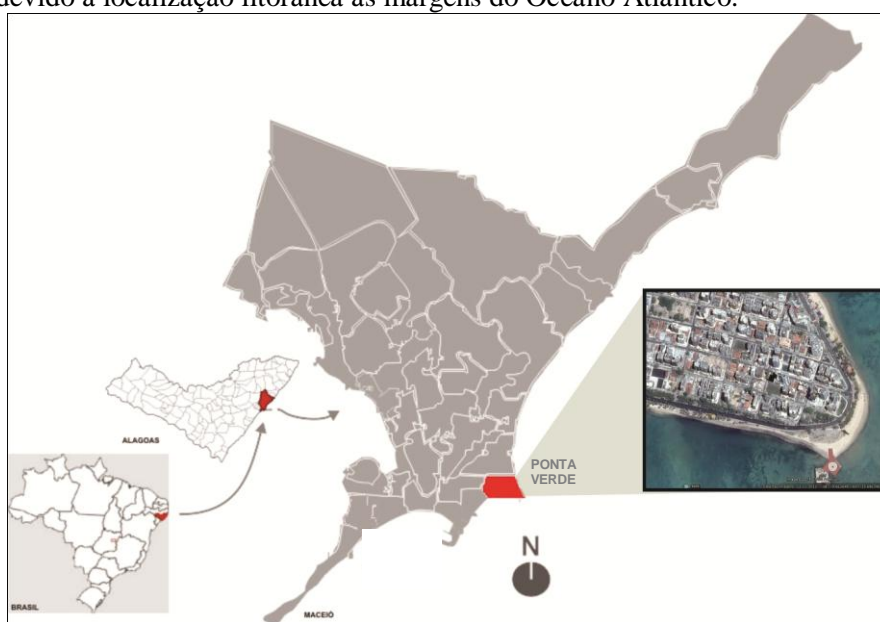 devido à localização litorânea às margens do Oceano Atlântico.
ALAGOAS
PONTA
VERDE
BRASIL
N
MACEIÓ